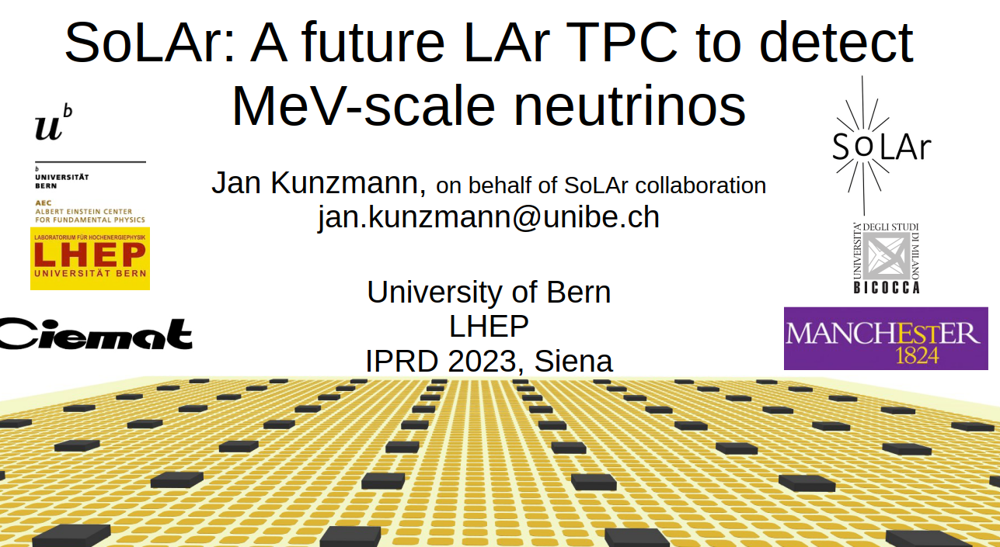 SoLAr: A future LAr TPC to detect
MeV-scale neutrinos
Jan Kunzmann, on behalf of SoLAr collaboration
jan.kunzmann@unibe.ch
University of Bern
LHEP
IPRD 2023, Siena
u b
b
UNIVERSITÄT
BERN
AEC
ALBERT EINSTEIN CENTER
FOR FUNDAMENTAL PHYSICS
LABORATORIUM FÜR HOCHENERGIEPHYSIK
LHEP
UNIVERSITÄT BERN
Ciemat
SoLAr
UNIVERSITA'
DEGLI STUDI
DI MILANO
BICOCCA
MANCHEStER
1824